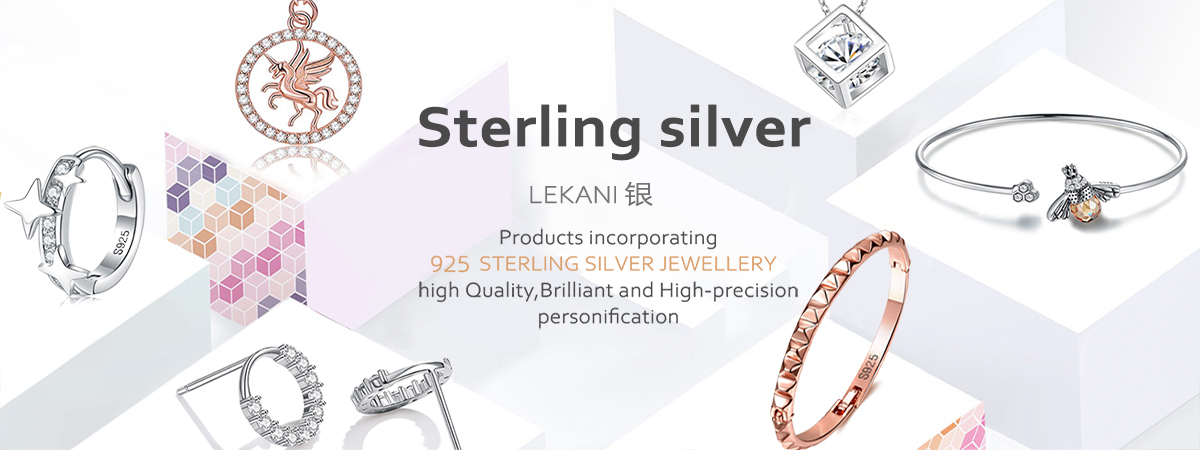 Sterling silver
LEKANI 银
Products incorporating
925 STERLING SILVER JEWELLERY
high Quality,Brilliant and High-precision
personification
S925
S925